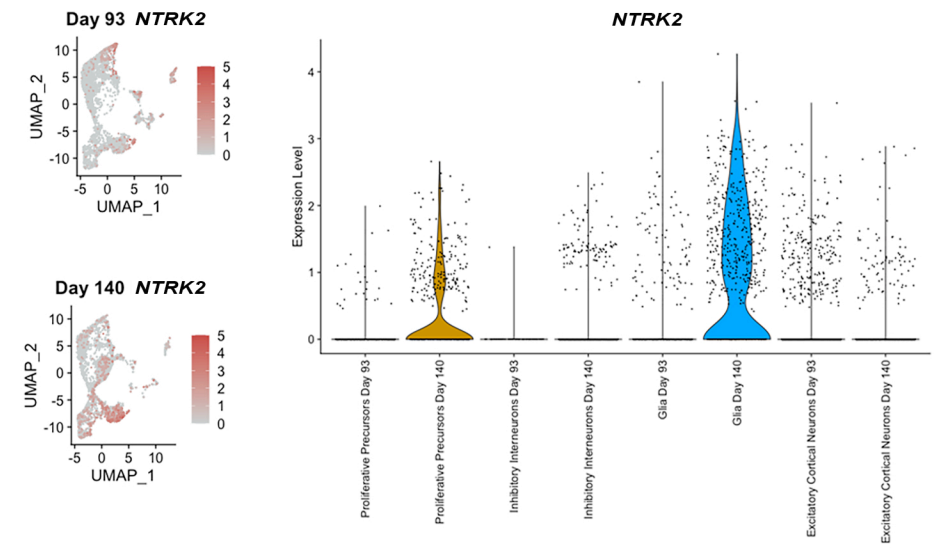 Day 93 NTRK2
10
5
0
-5
-10
UMAP_2
-5 0 5 10
UMAP_1
5
4
3
2
1
0
Day 140 NTRK2
10
5
0
-5
-10
UMAP_2
-5 0 5 10
UMAP_1
5
4
3
2
1
0
NTRK2
Expression Level
4
3
2
1
0
Proliferative Precursors Day 93
Proliferative Precursors Day 140
Inhibitory Interneurons Day 93
Inhibitory Interneurons Day 140
Glia Day 93
Glia Day 140
Excitatory Cortical Neurons Day 93
Excitatory Cortical Neurons Day 140